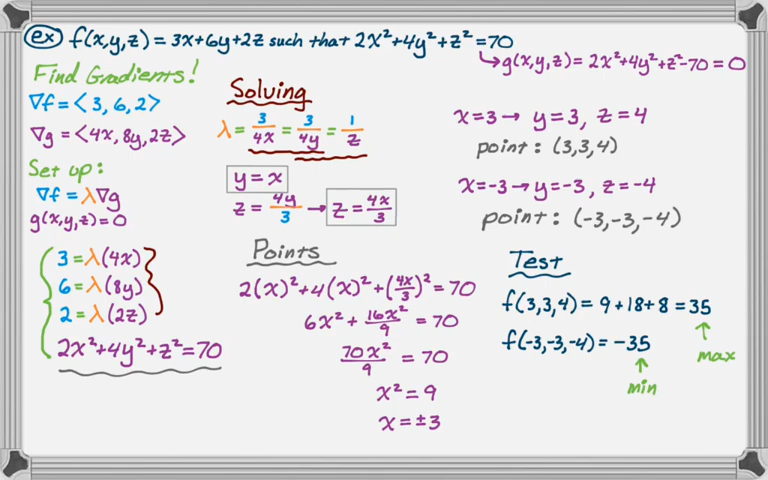 ex f(x,y,z) = 3x+6y+2z such that 2x²+4y²+z² = 70
↳ g(x,y,z) = 2x²+4y²+z²-70 = 0
Find Gradients!
∇f = <3, 6, 2>
∇g = <4x, 8y, 2z>
Set up:
∇f = λ∇g
g(x,y,z) = 0
3 = λ(4x)
6 = λ(8y)
2 = λ(2z)
2x²+4y²+z² = 70
Solving
λ = 3/4x = 3/4y = 1/z
y = x
z = 4y/3 → z = 4x/3
Points
2(x)²+4(x)²+(4x/3)² = 70
6x² + 16x²/9 = 70
70x²/9 = 70
x² = 9
x = ±3
x=3 → y=3, z=4
point: (3,3,4)
x=-3 → y=-3, z=-4
point: (-3,-3,-4)
Test
f(3,3,4) = 9+18+8 = 35
↑ max
f(-3,-3,-4) = -35
↑ min